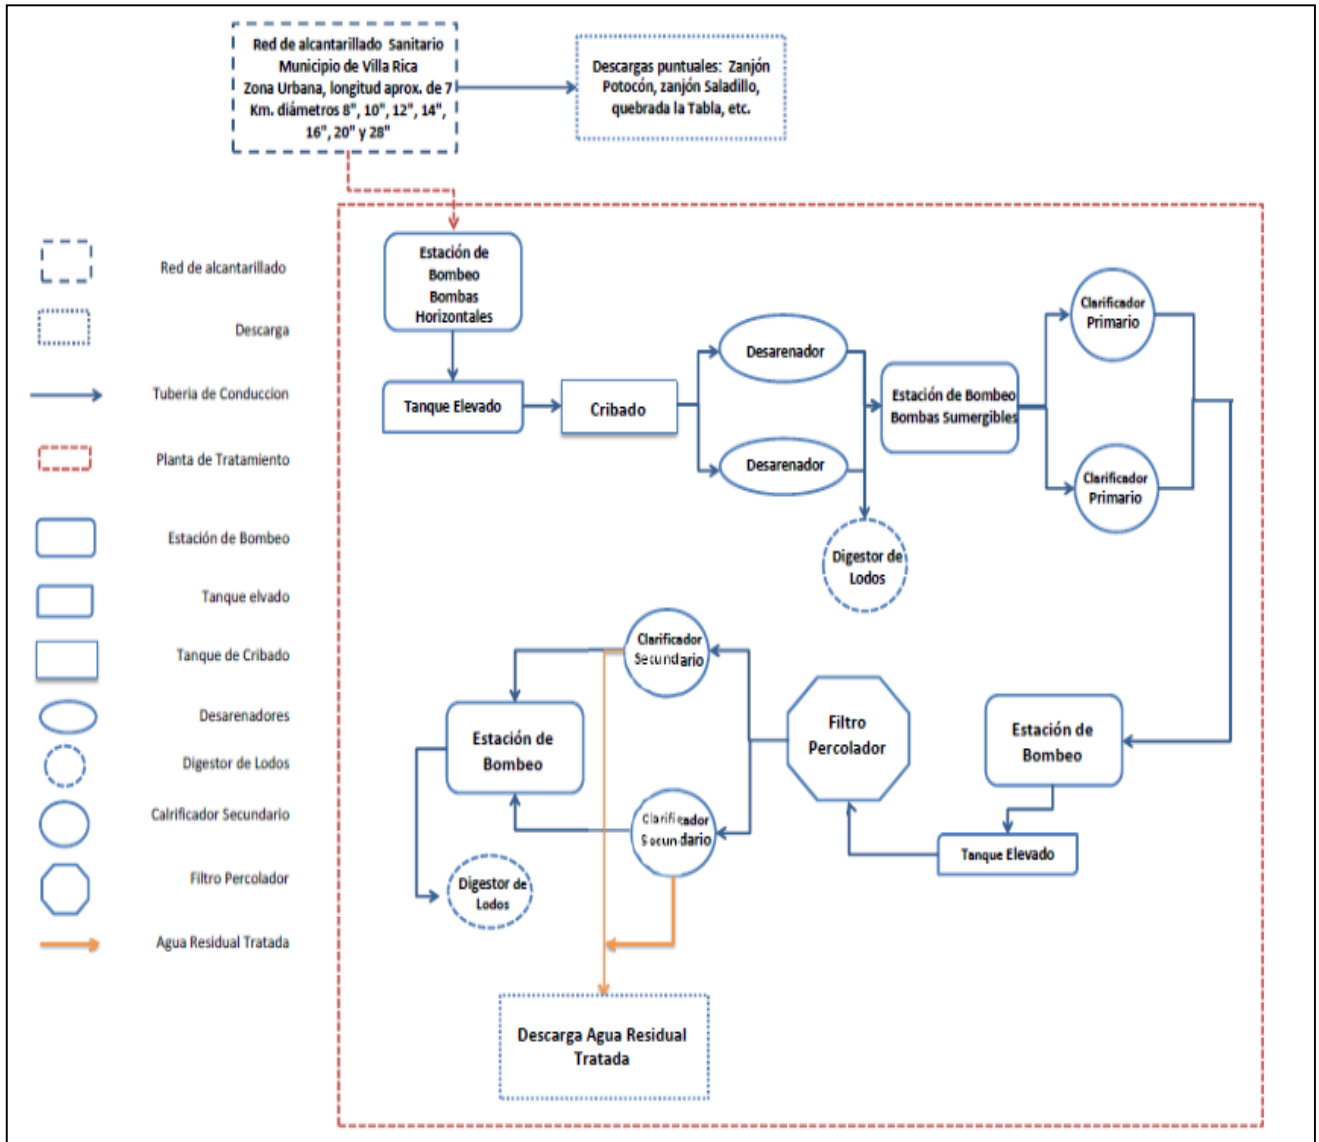 Red de alcantarillado Sanitario
Municipio de Villa Rica
Zona Urbana, longitud aprox. de 7
Km. diámetros 8", 10", 12", 14",
16", 20" y 28"
Descargas puntuales: Zanjón
Potocón, zanjón Saladillo,
quebrada la Tabla, etc.
Red de alcantarillado
Descarga
Tuberia de Conduccion
Planta de Tratamiento
Estación de Bombeo
Tanque elvado
Tanque de Cribado
Desarenadores
Digestor de Lodos
Calrificador Secundario
Filtro Percolador
Agua Residual Tratada
Estación de
Bombeo
Bombas
Horizontales
Tanque Elevado
Cribado
Desarenador
Desarenador
Digestor de
Lodos
Estación de Bombeo
Bombas Sumergibles
Clarificador
Primario
Clarificador
Primario
Estación de
Bombeo
Tanque Elevado
Filtro
Percolador
Clarificador
Secundario
Clarificador
Secundario
Estación de
Bombeo
Digestor de
Lodos
Descarga Agua Residual
Tratada